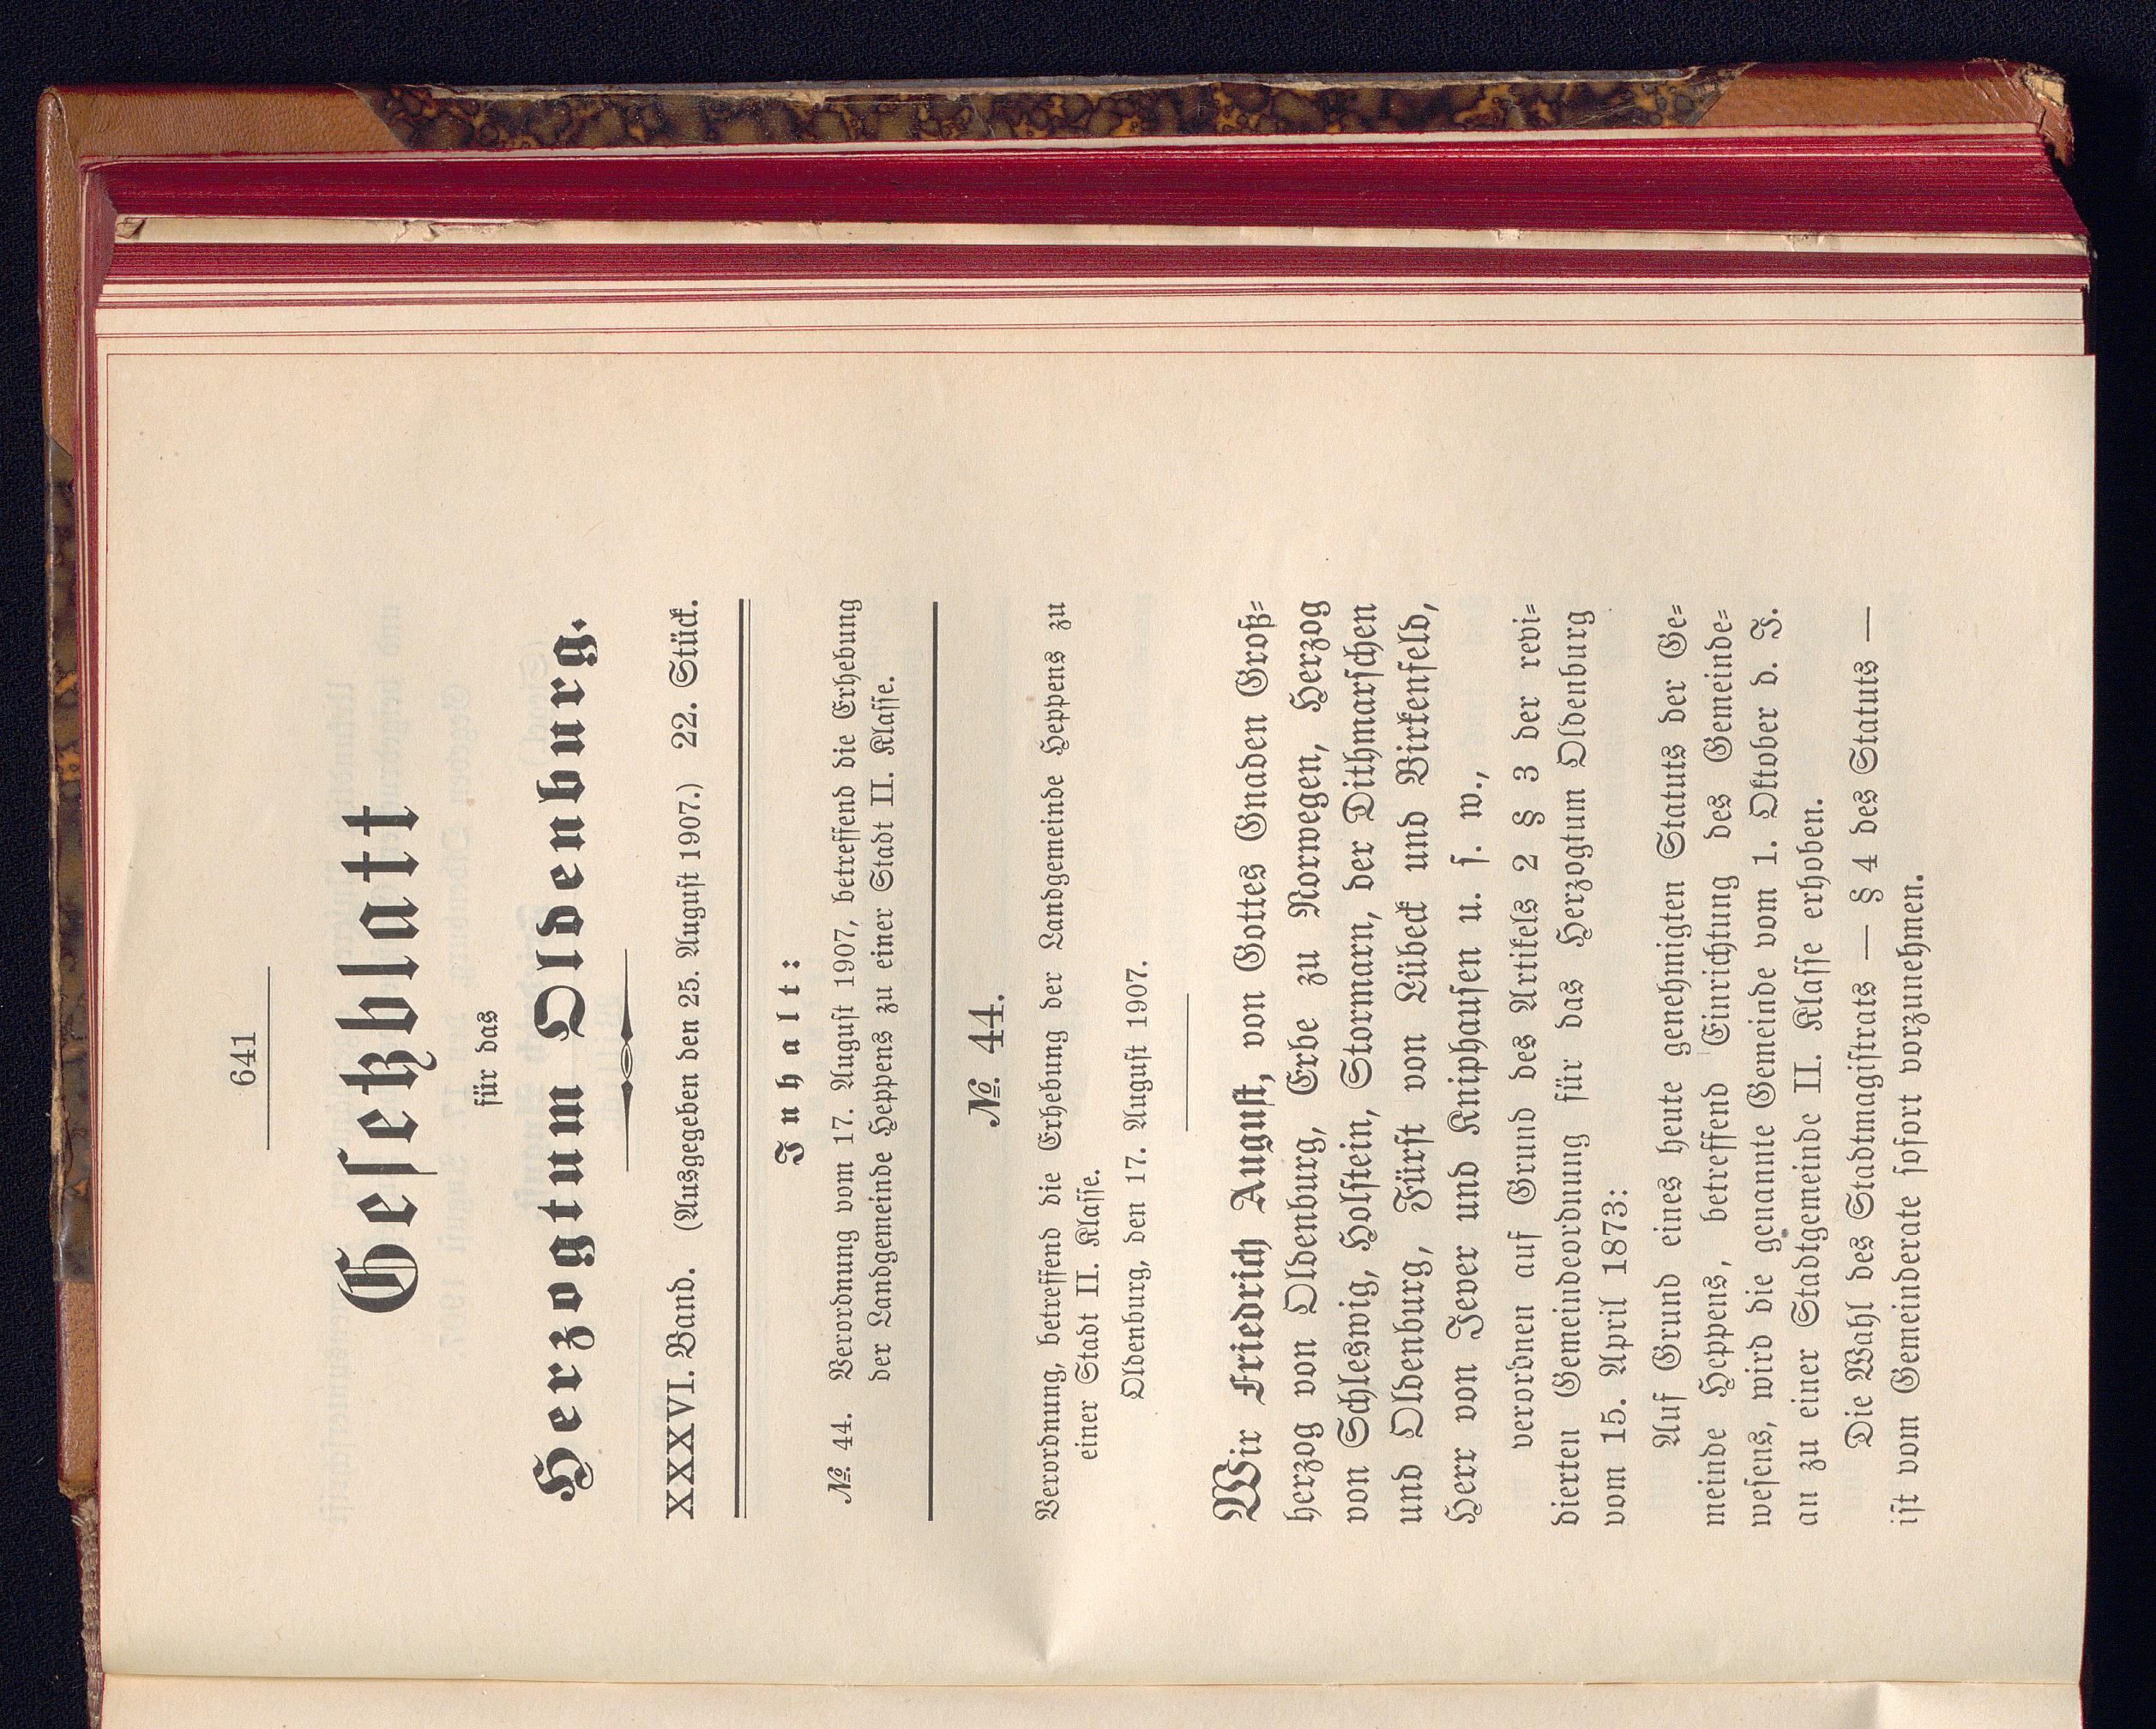 641
Gesetzblatt
für das
Herzogtum Oldenburg.
XXXVI. Band. (Ausgegeben den 25. August 1907.) 22. Stück.
Inhalt:
№. 44. Verordnung vom 17. August 1907, betreffend die Erhebung
der Landgemeinde Heppens zu einer Stadt II. Klasse.
№. 44.
Verordnung, betreffend die Erhebung der Landgemeinde Heppens zu
einer Stadt II. Klasse.
Oldenburg, den 17. August 1907.
Wir Friedrich August, von Gottes Gnaden Groß-
herzog von Oldenburg, Erbe zu Norwegen, Herzog
von Schleswig, Holstein, Stormarn, der Dithmarschen
und Oldenburg, Fürst von Lübeck und Birkenfeld,
Herr von Jever und Kniphausen u. s. w.,
verordnen auf Grund des Artikels 2 § 3 der revi-
dierten Gemeindeordnung für das Herzogtum Oldenburg
vom 15. April 1873:
Auf Grund eines heute genehmigten Statuts der Ge-
meinde Heppens, betreffend Einrichtung des Gemeinde-
wesens, wird die genannte Gemeinde vom 1. Oktober d. J.
an zu einer Stadtgemeinde II. Klasse erhoben.
Die Wahl des Stadtmagistrats — § 4 des Statuts —
ist vom Gemeinderate sofort vorzunehmen.